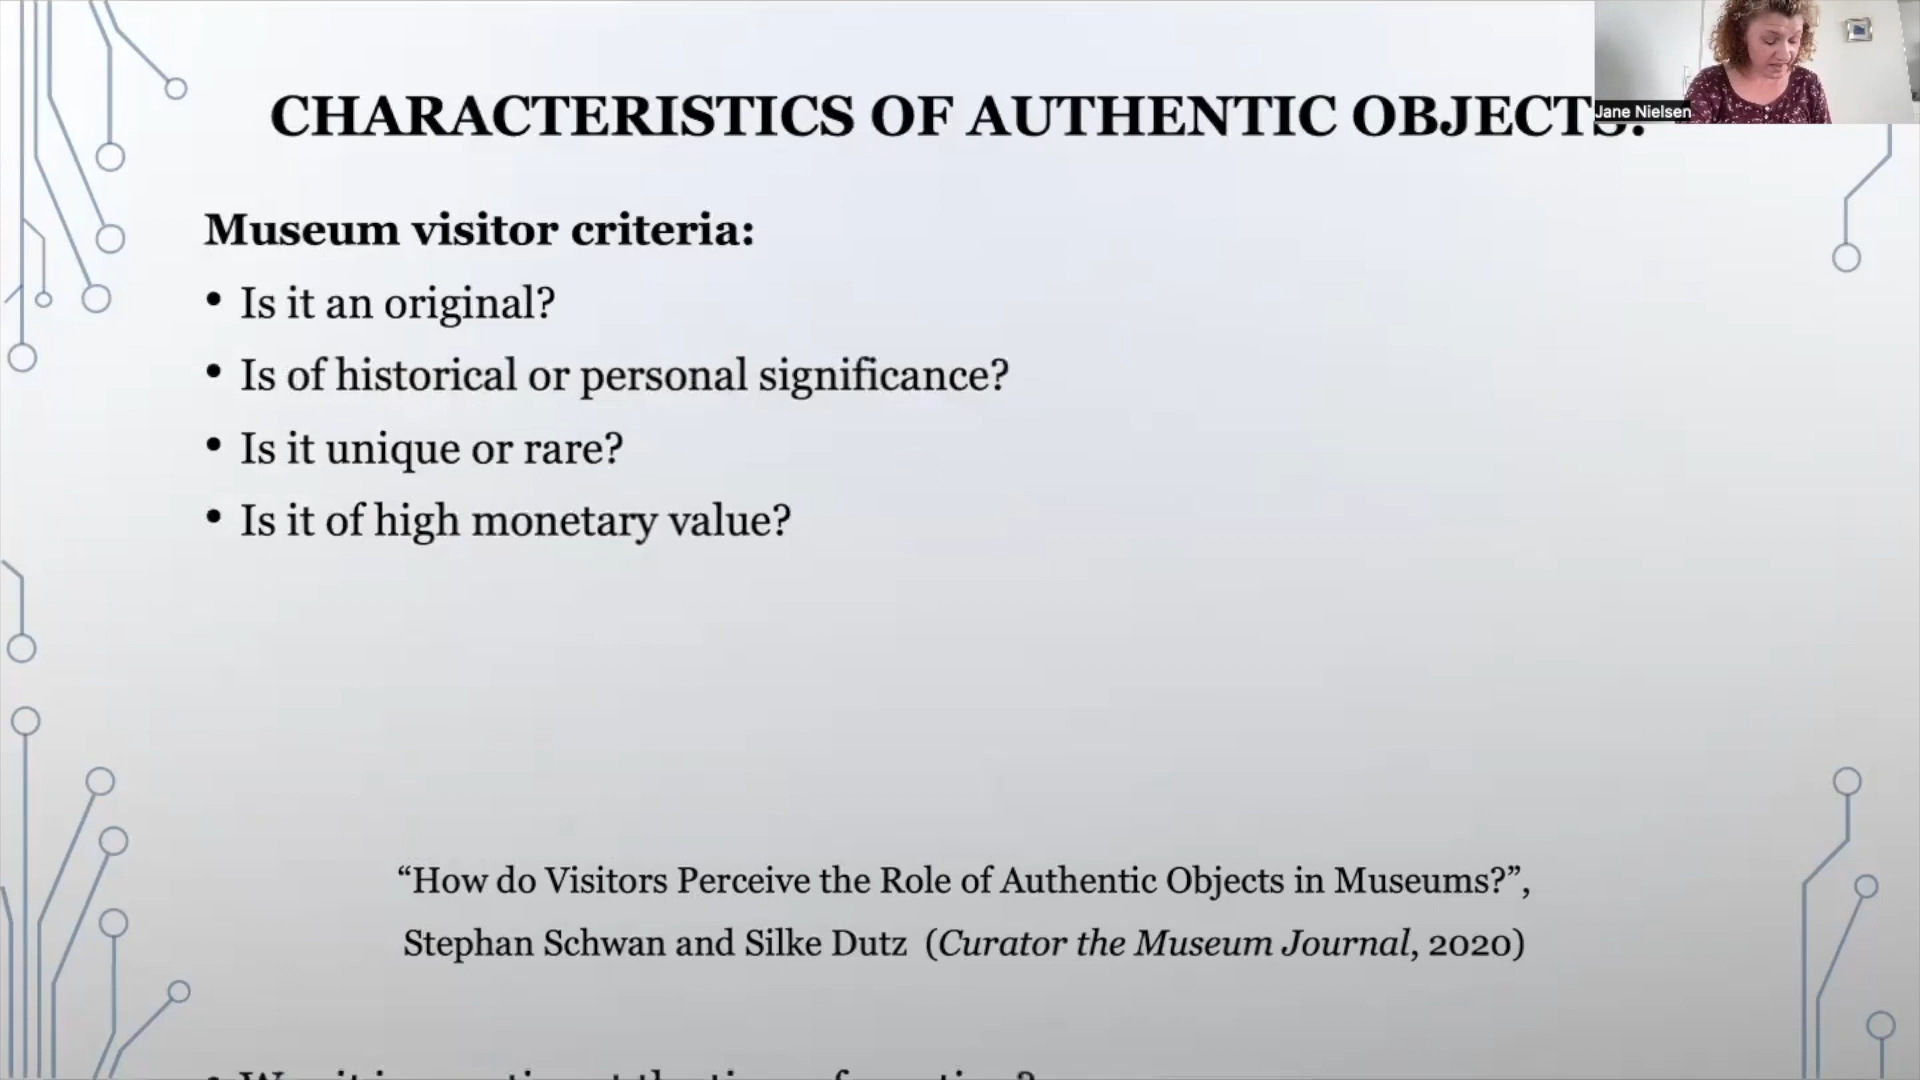 Jane Nielsen
CHARACTERISTICS OF AUTHENTIC OBJECTS:
Museum visitor criteria:
• Is it an original?
• Is of historical or personal significance?
• Is it unique or rare?
• Is it of high monetary value?
“How do Visitors Perceive the Role of Authentic Objects in Museums?”,
Stephan Schwan and Silke Dutz (Curator the Museum Journal, 2020)